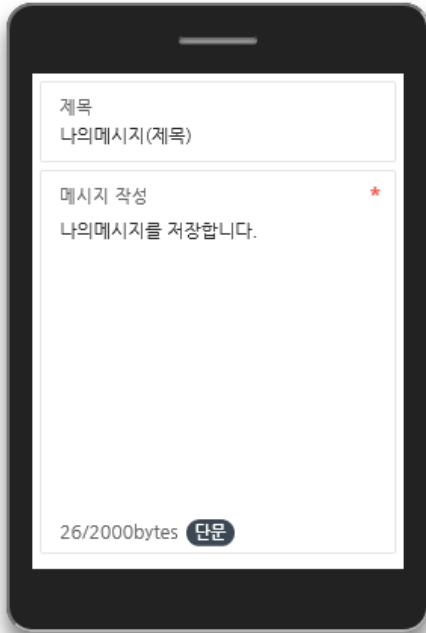 제목
나의메시지(제목)
메시지 작성 *
나의메시지를 저장합니다.
26/2000bytes 단문